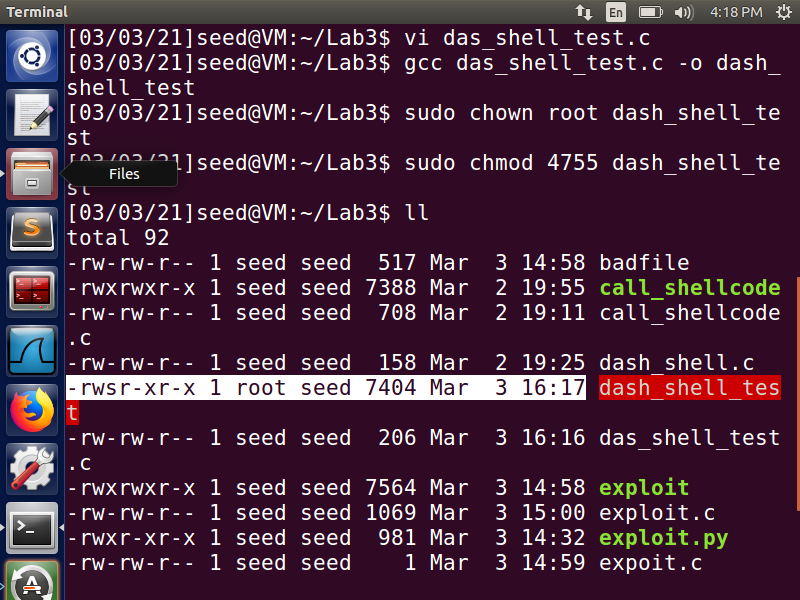 Terminal
En
4:18 PM
[03/03/21]seed@VM:~/Lab3$ vi das_shell_test.c
[03/03/21]seed@VM:~/Lab3$ gcc das_shell_test.c -o dash_
shell_test
[03/03/21]seed@VM:~/Lab3$ sudo chown root dash_shell_te
st
[03/03/21]seed@VM:~/Lab3$ sudo chmod 4755 dash_shell_te
st
Files
[03/03/21]seed@VM:~/Lab3$ ll
total 92
-rw-rw-r-- 1 seed seed  517 Mar  3 14:58 badfile
-rwxrwxr-x 1 seed seed 7388 Mar  2 19:55 call_shellcode
-rw-rw-r-- 1 seed seed  708 Mar  2 19:11 call_shellcode
.c
-rw-rw-r-- 1 seed seed  158 Mar  2 19:25 dash_shell.c
-rwsr-xr-x 1 root seed 7404 Mar  3 16:17 dash_shell_tes
t
-rw-rw-r-- 1 seed seed  206 Mar  3 16:16 das_shell_test
.c
-rwxrwxr-x 1 seed seed 7564 Mar  3 14:58 exploit
-rw-rw-r-- 1 seed seed 1069 Mar  3 15:00 exploit.c
-rwxr-xr-x 1 seed seed  981 Mar  3 14:32 exploit.py
-rw-rw-r-- 1 seed seed    1 Mar  3 14:59 expoit.c